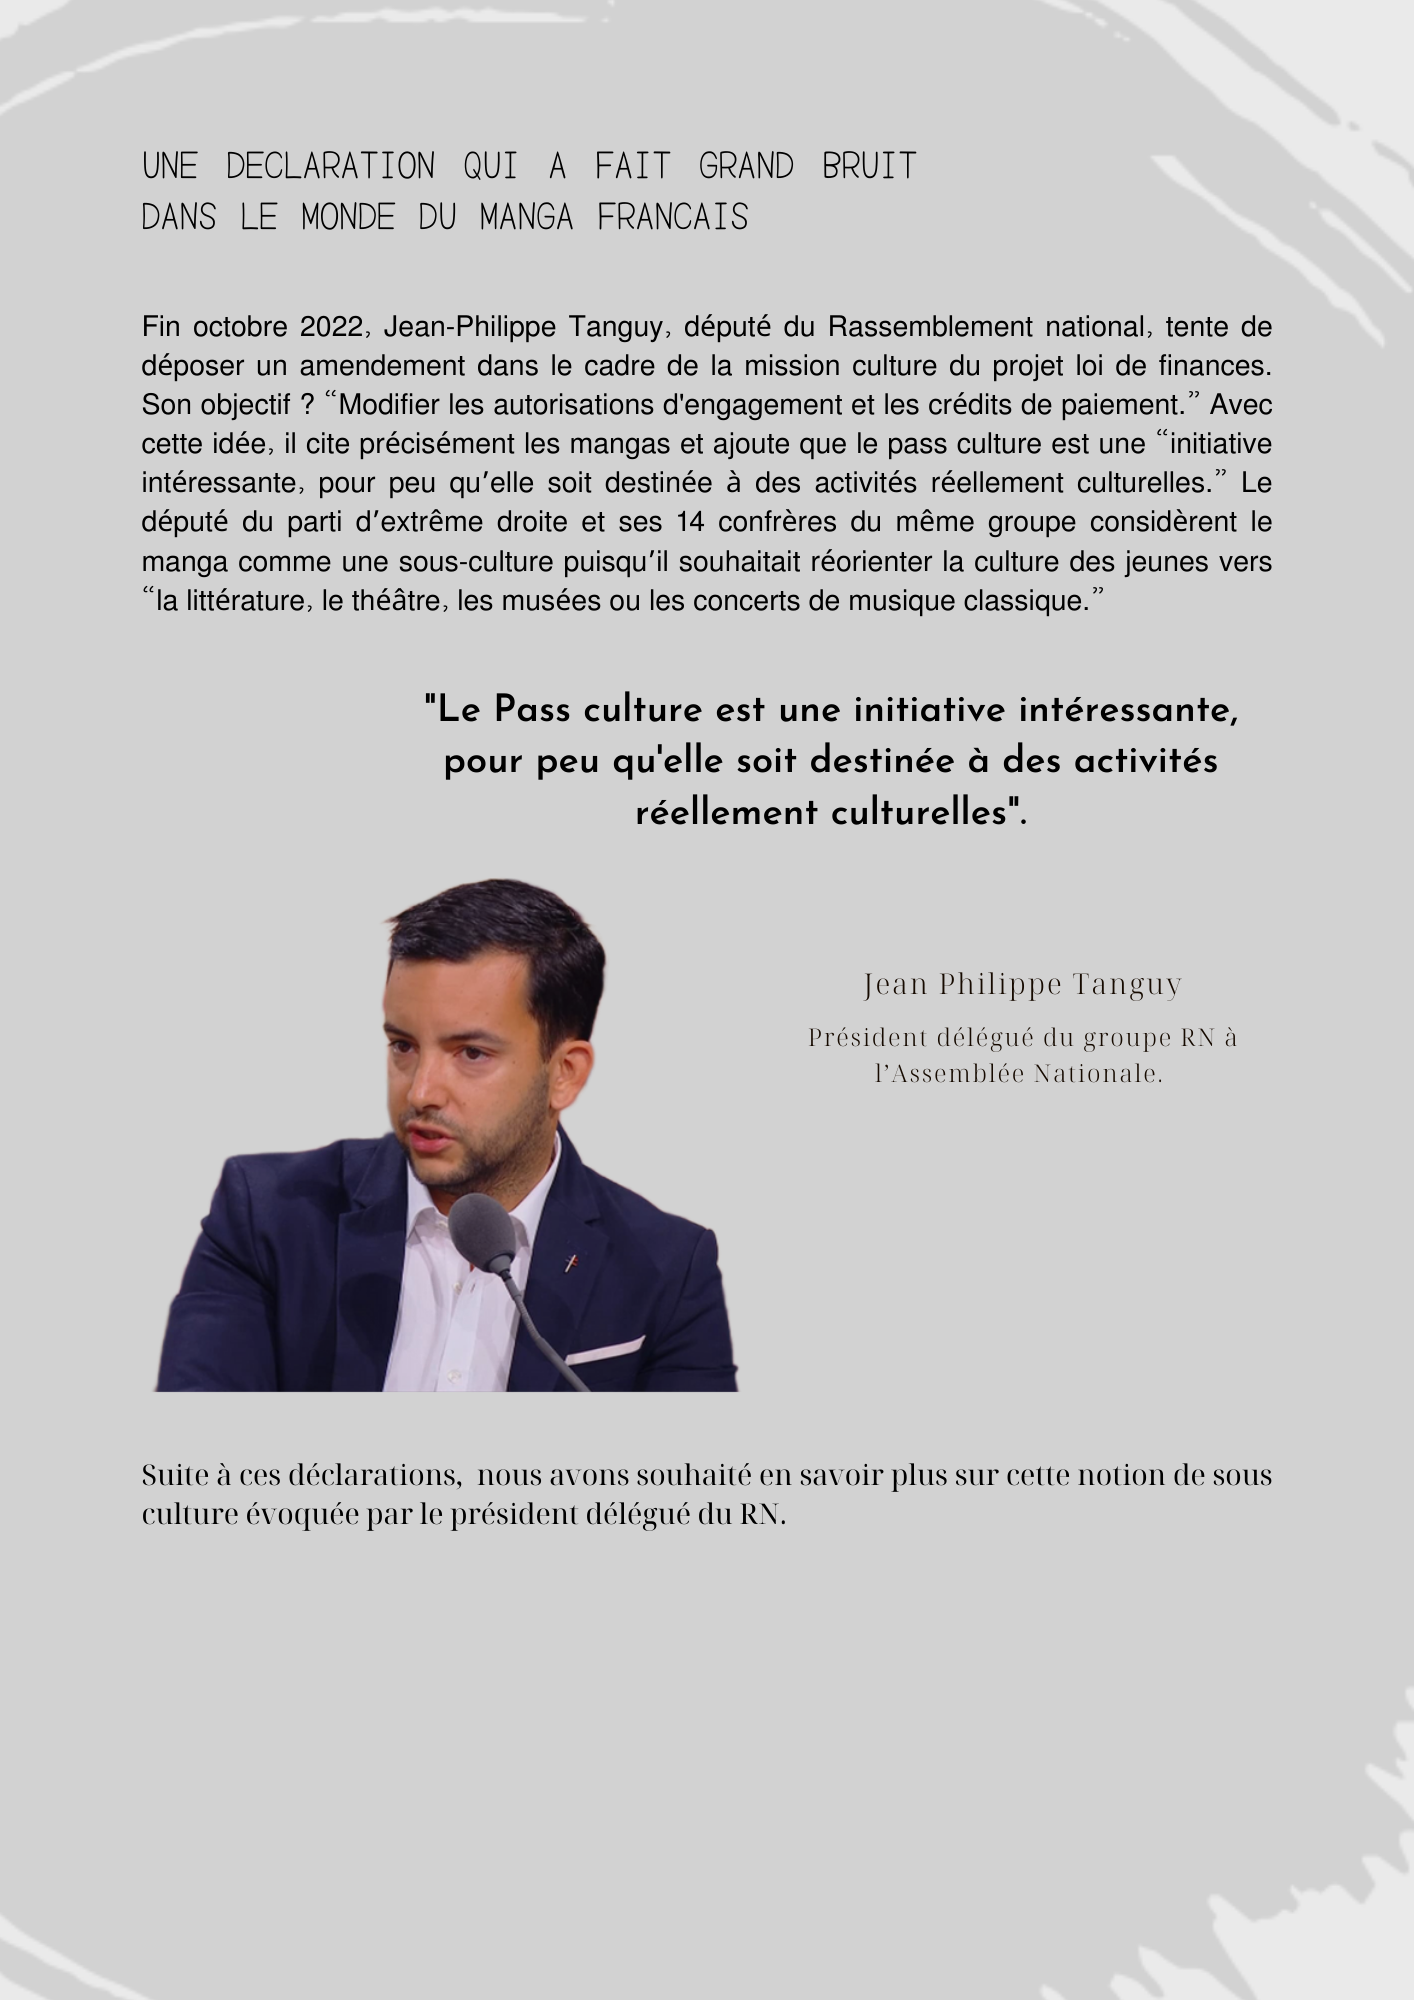 UNE DECLARATION QUI A FAIT GRAND BRUIT
DANS LE MONDE DU MANGA FRANCAIS
Fin octobre 2022, Jean-Philippe Tanguy, député du Rassemblement national, tente de
déposer un amendement dans le cadre de la mission culture du projet loi de finances.
Son objectif ? “Modifier les autorisations d'engagement et les crédits de paiement.” Avec
cette idée, il cite précisément les mangas et ajoute que le pass culture est une “initiative
intéressante, pour peu qu’elle soit destinée à des activités réellement culturelles.” Le
député du parti d’extrême droite et ses 14 confrères du même groupe considèrent le
manga comme une sous-culture puisqu’il souhaitait réorienter la culture des jeunes vers
“la littérature, le théâtre, les musées ou les concerts de musique classique.”
"Le Pass culture est une initiative intéressante,
pour peu qu'elle soit destinée à des activités
réellement culturelles".
Jean Philippe Tanguy
Président délégué du groupe RN à
l’Assemblée Nationale.
Suite à ces déclarations, nous avons souhaité en savoir plus sur cette notion de sous
culture évoquée par le président délégué du RN.